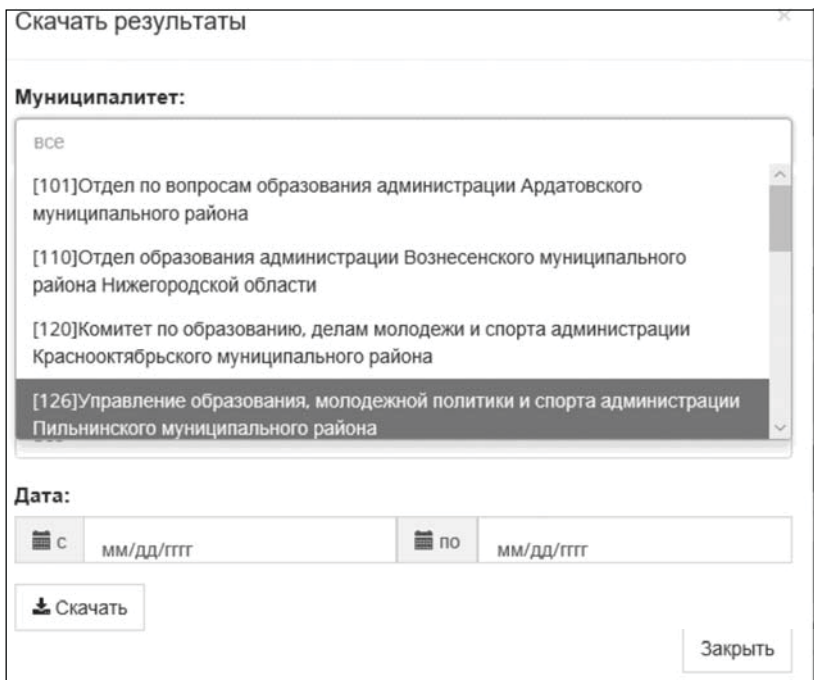 Скачать результаты
×
Муниципалитет:
все
[101]Отдел по вопросам образования администрации Ардатовского
муниципального района
[110]Отдел образования администрации Вознесенского муниципального
района Нижегородской области
[120]Комитет по образованию, делам молодежи и спорта администрации
Краснооктябрьского муниципального района
[126]Управление образования, молодежной политики и спорта администрации
Пильнинского муниципального района
Дата:
с мм/дд/гггг по мм/дд/гггг
Скачать
Закрыть